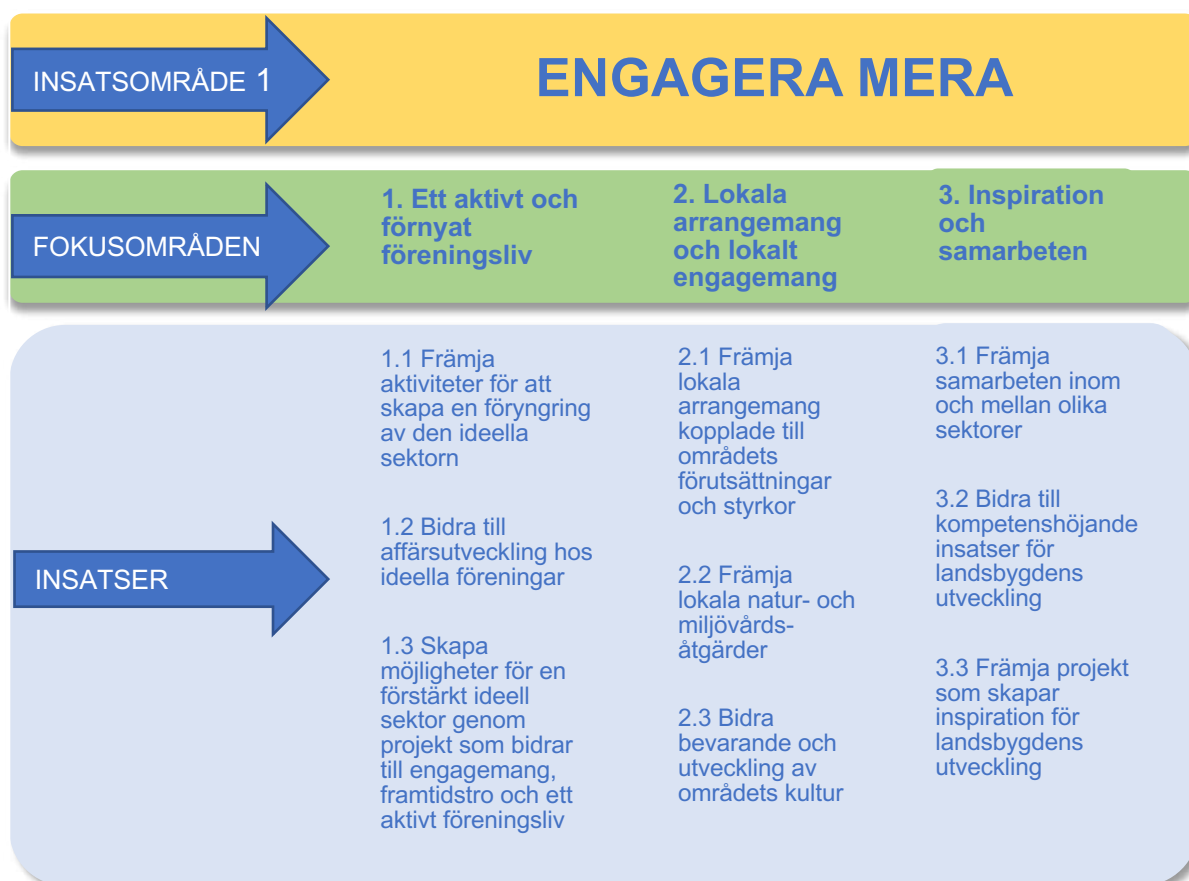 INSATSOMRÅDE 1
ENGAGERA MERA
FOKUSOMRÅDEN
1. Ett aktivt och
förnyat
föreningsliv
2. Lokala
arrangemang
och lokalt
engagemang
3. Inspiration
och
samarbeten
INSATSER
1.1 Främja
aktiviteter för att
skapa en föryngring
av den ideella
sektorn
1.2 Bidra till
affärsutveckling hos
ideella föreningar
1.3 Skapa
möjligheter för en
förstärkt ideell
sektor genom
projekt som bidrar
till engagemang,
framtidstro och ett
aktivt föreningsliv
2.1 Främja
lokala
arrangemang
kopplade till
områdets
förutsättningar
och styrkor
2.2 Främja
lokala natur- och
miljövårds-
åtgärder
2.3 Bidra
bevarande och
utveckling av
områdets kultur
3.1 Främja
samarbeten inom
och mellan olika
sektorer
3.2 Bidra till
kompetenshöjande
insatser för
landsbygdens
utveckling
3.3 Främja projekt
som skapar
inspiration för
landsbygdens
utveckling